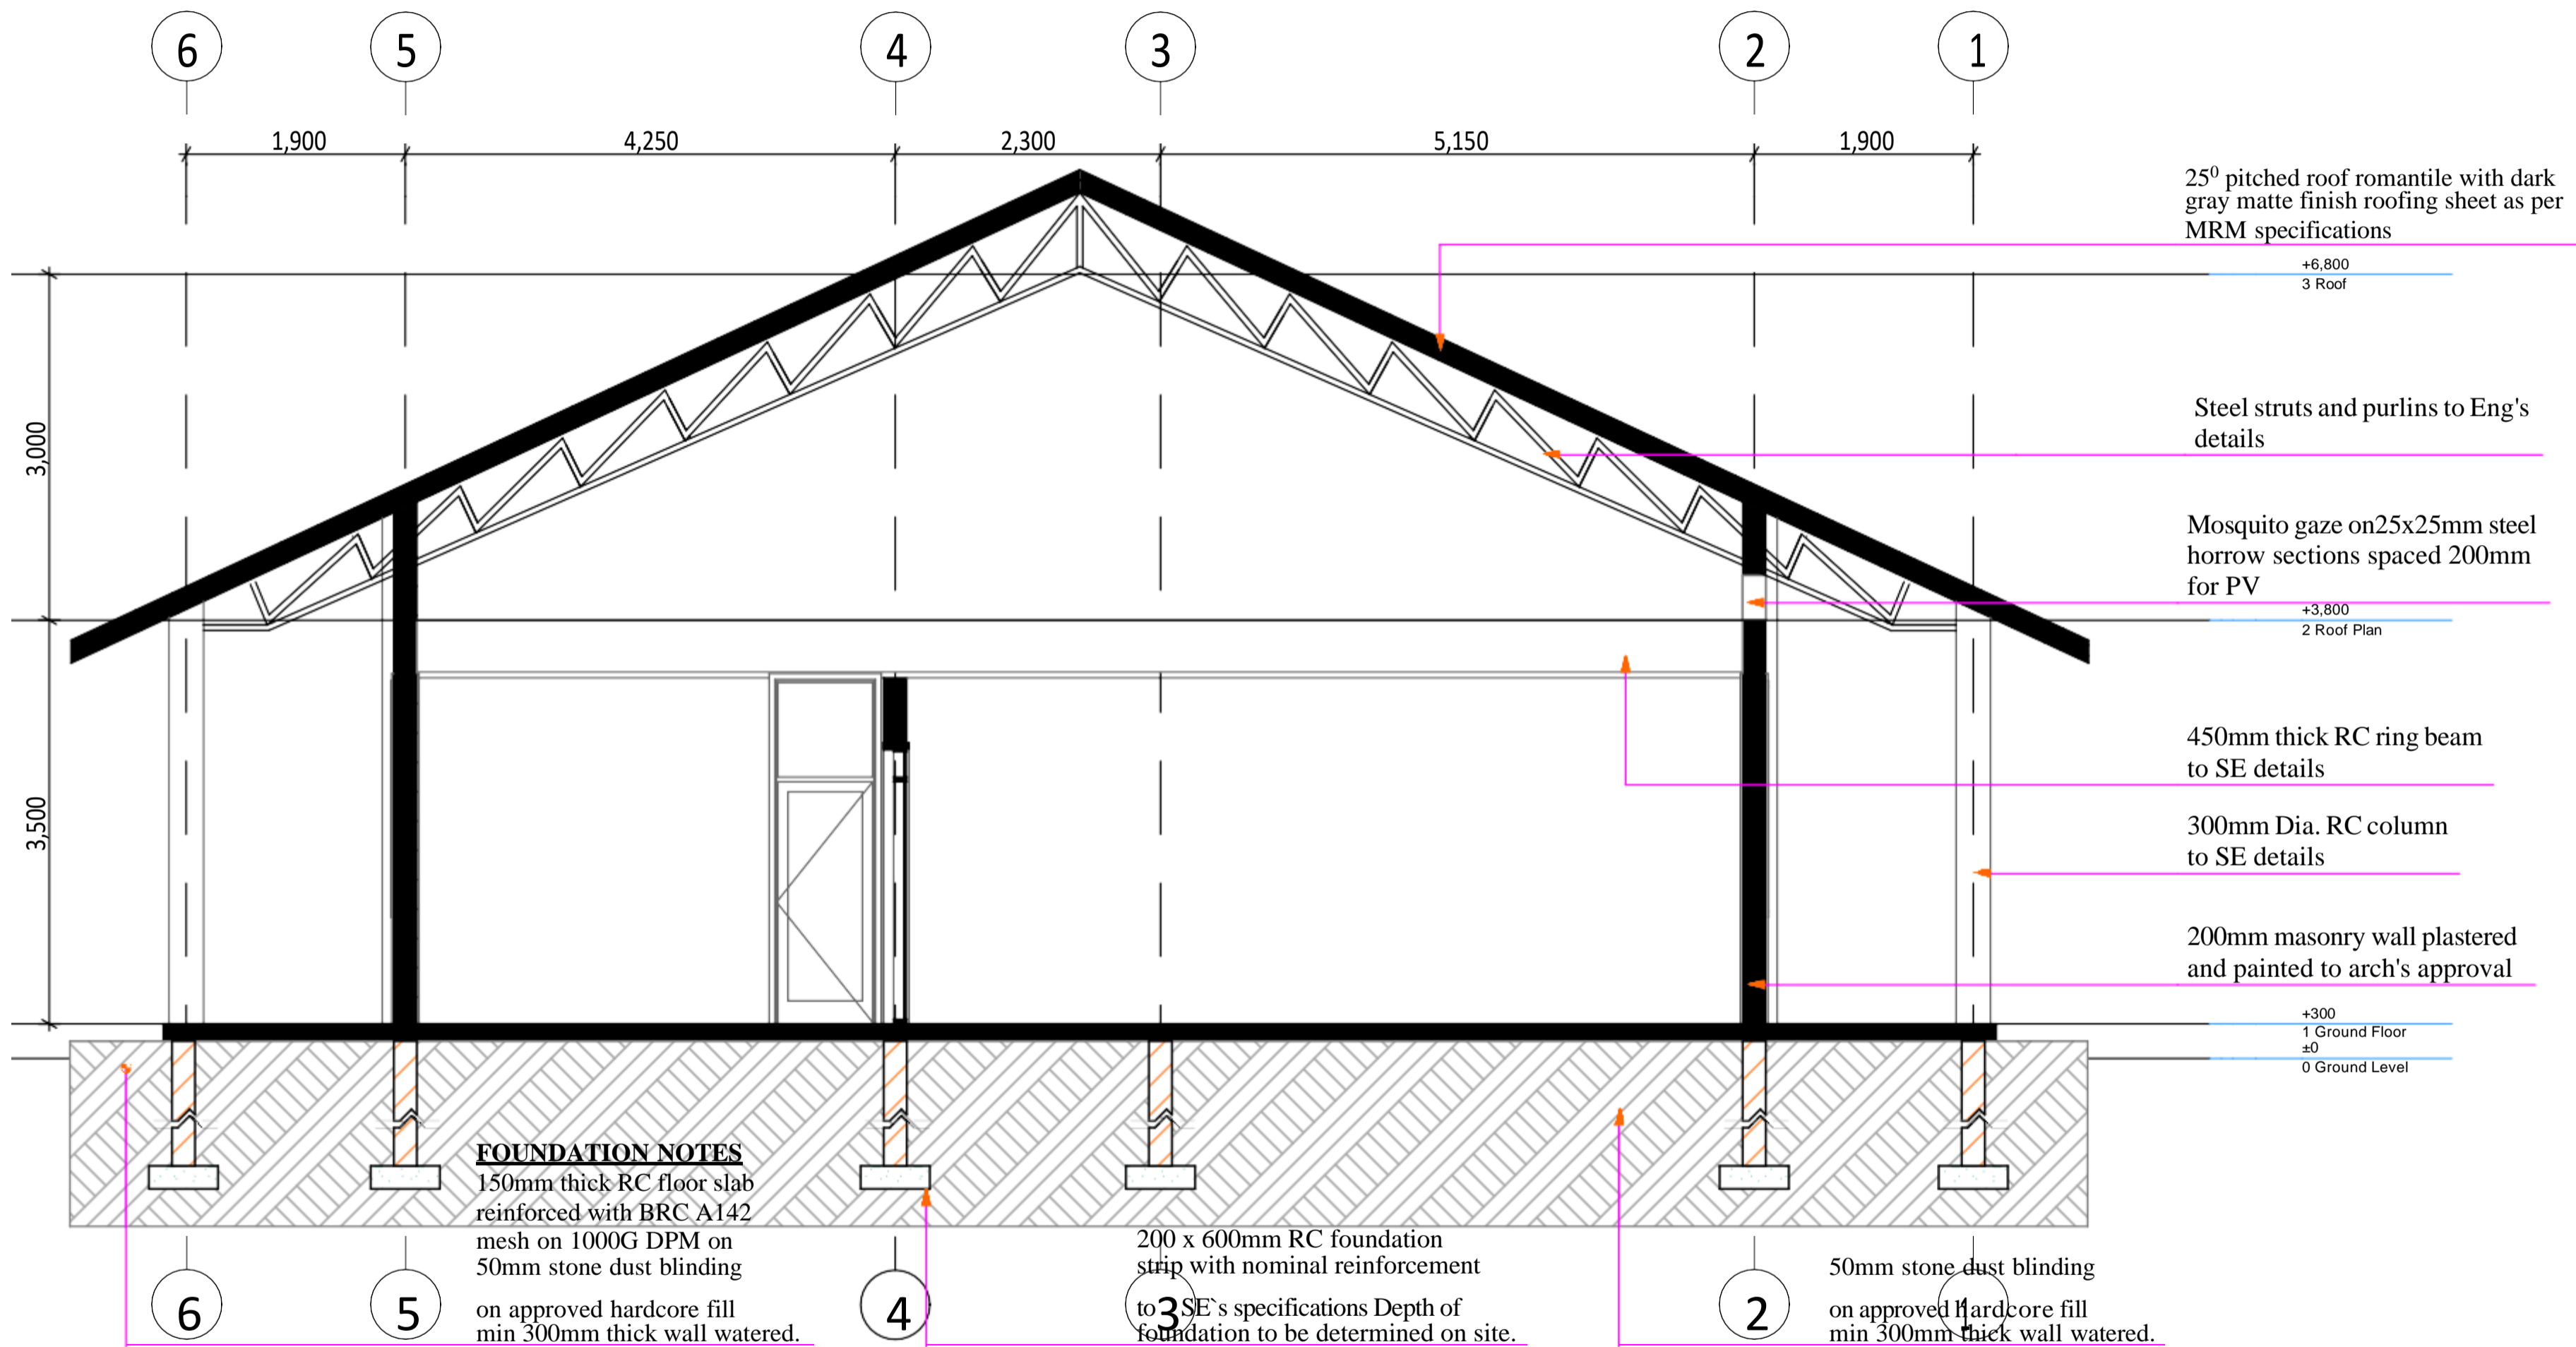 6 5 4 3 2 1
1,900 4,250 2,300 5,150 1,900
25⁰ pitched roof romantile with dark
gray matte finish roofing sheet as per
MRM specifications
+6,800
3 Roof
3,000
Steel struts and purlins to Eng's
details
Mosquito gaze on25x25mm steel
horrow sections spaced 200mm
for PV
+3,800
2 Roof Plan
3,500
450mm thick RC ring beam
to SE details
300mm Dia. RC column
to SE details
200mm masonry wall plastered
and painted to arch's approval
+300
1 Ground Floor
±0
0 Ground Level
FOUNDATION NOTES
150mm thick RC floor slab
reinforced with BRC A142
mesh on 1000G DPM on
50mm stone dust blinding
on approved hardcore fill
min 300mm thick wall watered.
200 x 600mm RC foundation
strip with nominal reinforcement
to SE`s specifications Depth of
foundation to be determined on site.
50mm stone dust blinding
on approved hardcore fill
min 300mm thick wall watered.
6 5 4 3 2 1